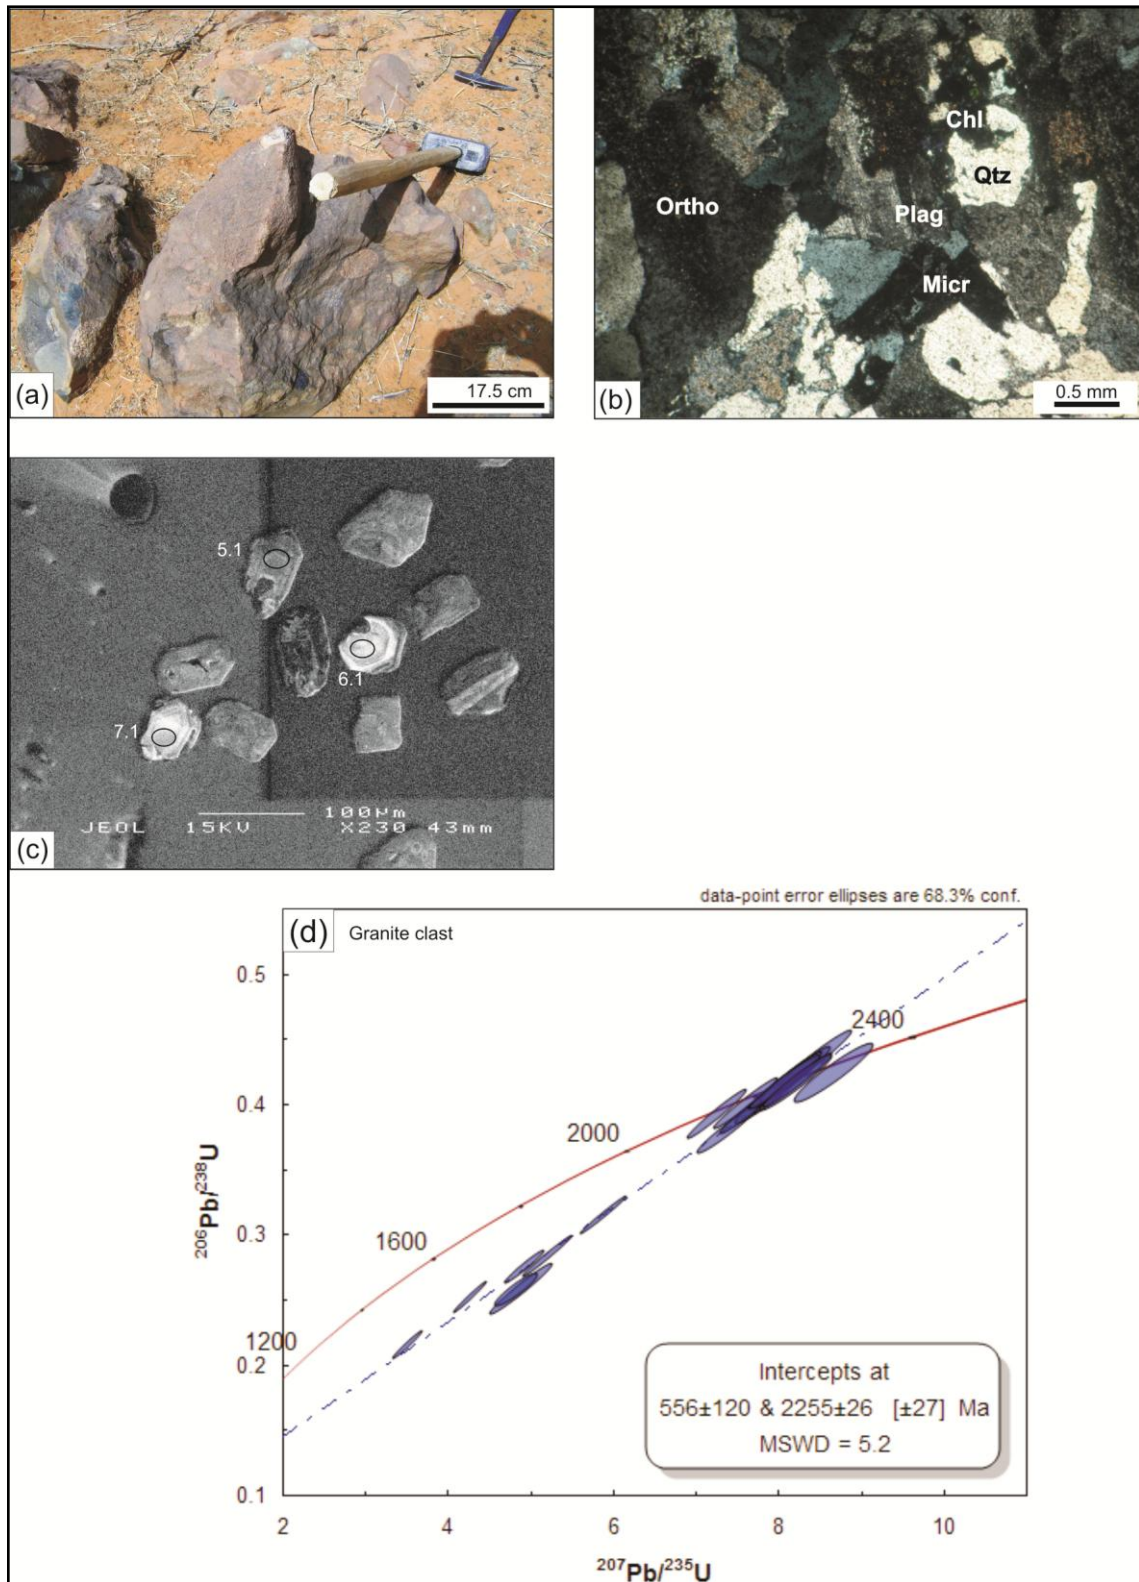 (a)
17.5 cm
(b)
Chl
Qtz
Ortho
Plag
Micr
0.5 mm
5.1
6.1
7.1
100µm
JEOL 15KV X230 43mm
(c)
data-point error ellipses are 68.3% conf.
(d) Granite clast
0.5
2400
0.4
2000
0.3
1600
1200
0.2
0.1
2 4 6 8 10
²⁰⁶Pb/²³⁸U
²⁰⁷Pb/²³⁵U
Intercepts at
556±120 & 2255±26 [±27] Ma
MSWD = 5.2